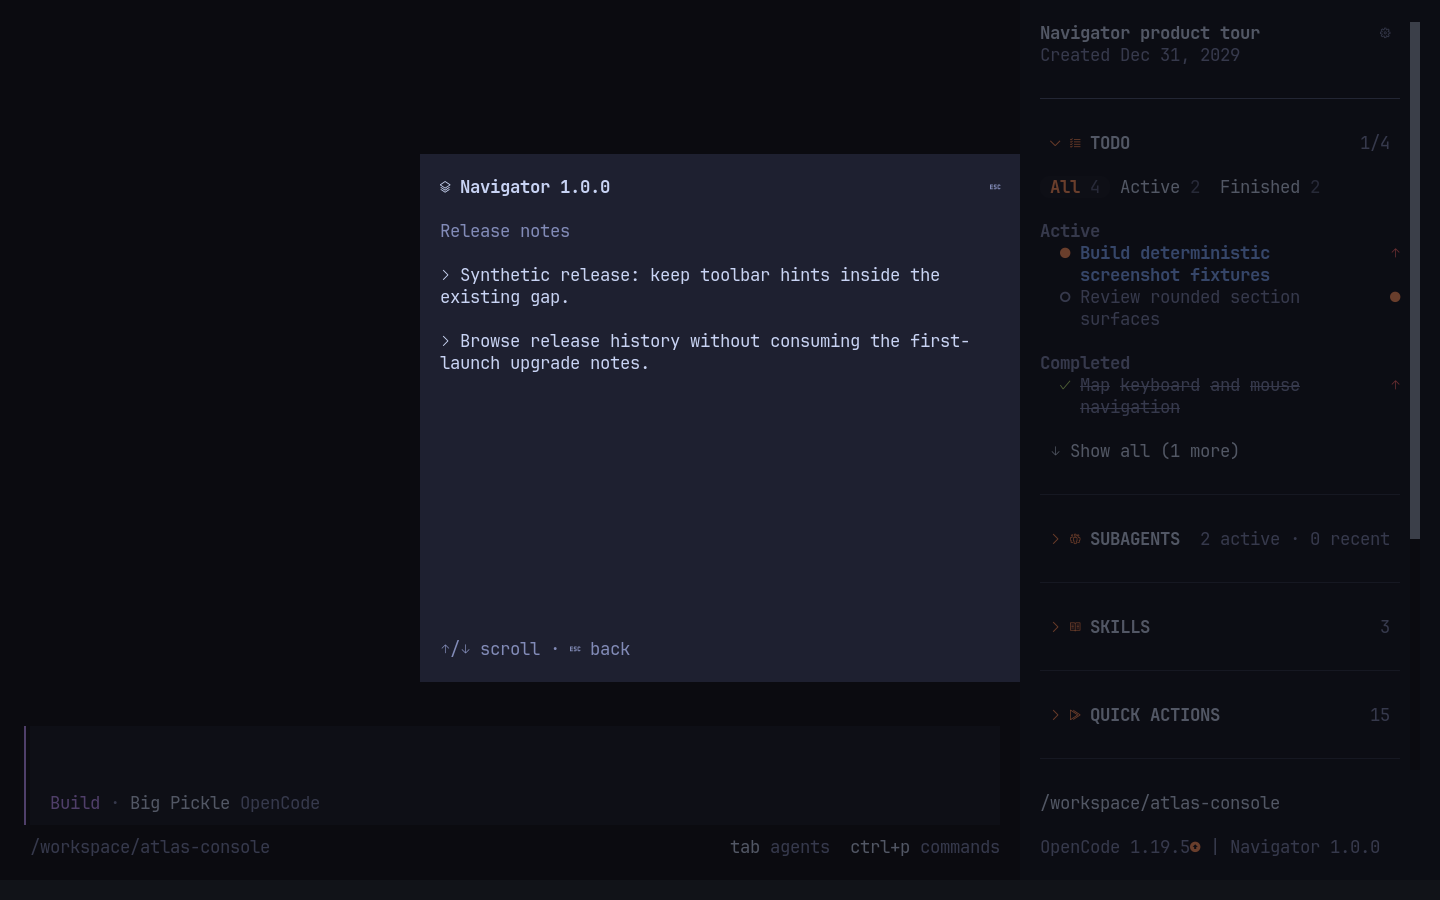 Navigator product tour
Created Dec 31, 2029
TODO 1/4
All 4 Active 2 Finished 2
Active
Build deterministic ↑
screenshot fixtures
Review rounded section
surfaces
Completed
✓ Map keyboard and mouse ↑
navigation
↓ Show all (1 more)
SUBAGENTS 2 active · 0 recent
SKILLS 3
QUICK ACTIONS 15
/workspace/atlas-console
OpenCode 1.19.5 | Navigator 1.0.0
Navigator 1.0.0 ESC
Release notes
> Synthetic release: keep toolbar hints inside the
existing gap.
> Browse release history without consuming the first-
launch upgrade notes.
↑/↓ scroll · ESC back
Build · Big Pickle OpenCode
/workspace/atlas-console tab agents ctrl+p commands